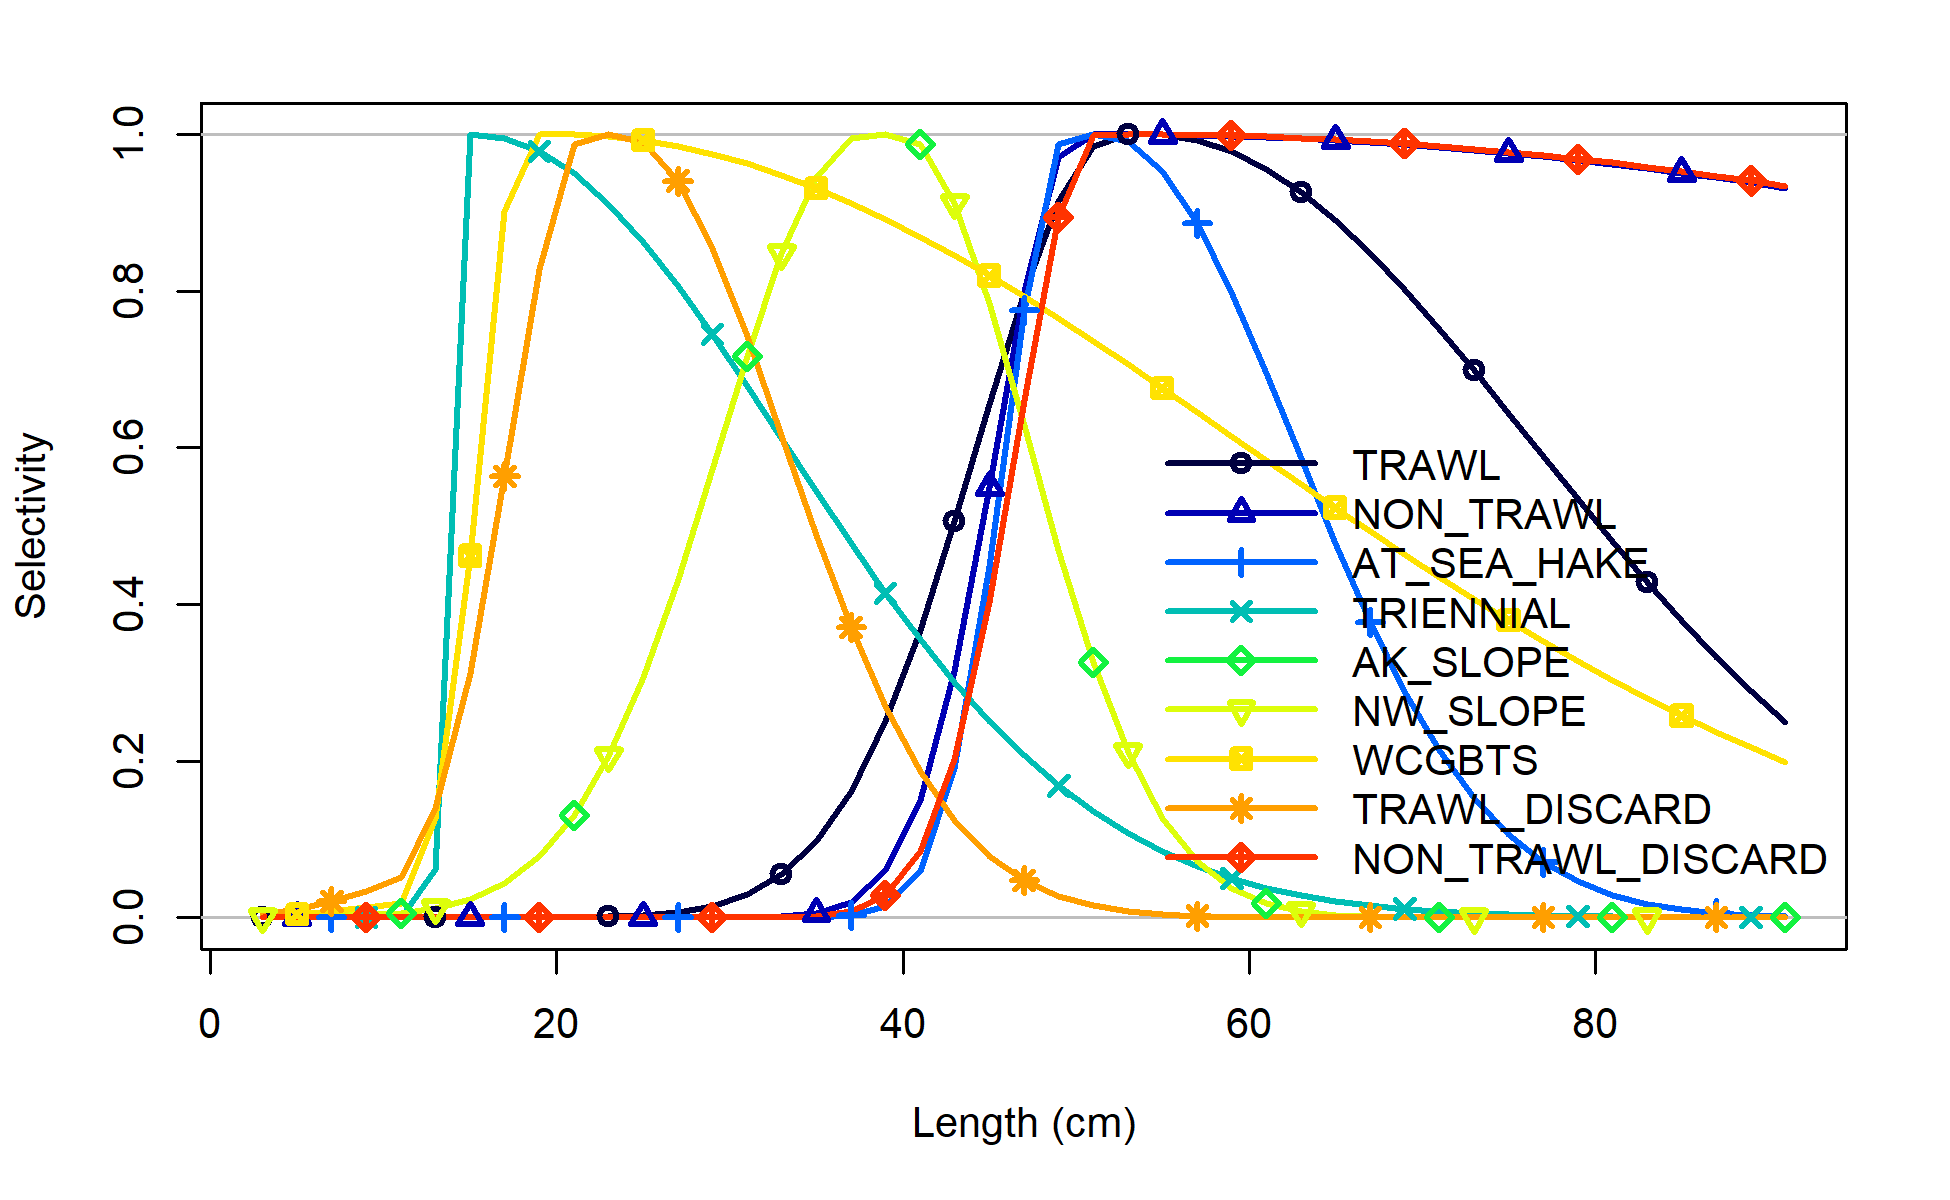 1.0
0.8
0.6
0.4
0.2
0.0
Selectivity
TRAWL
NON_TRAWL
AT_SEA_HAKE
TRIENNIAL
AK_SLOPE
NW_SLOPE
WCGBTS
TRAWL_DISCARD
NON_TRAWL_DISCARD
0 20 40 60 80
Length (cm)